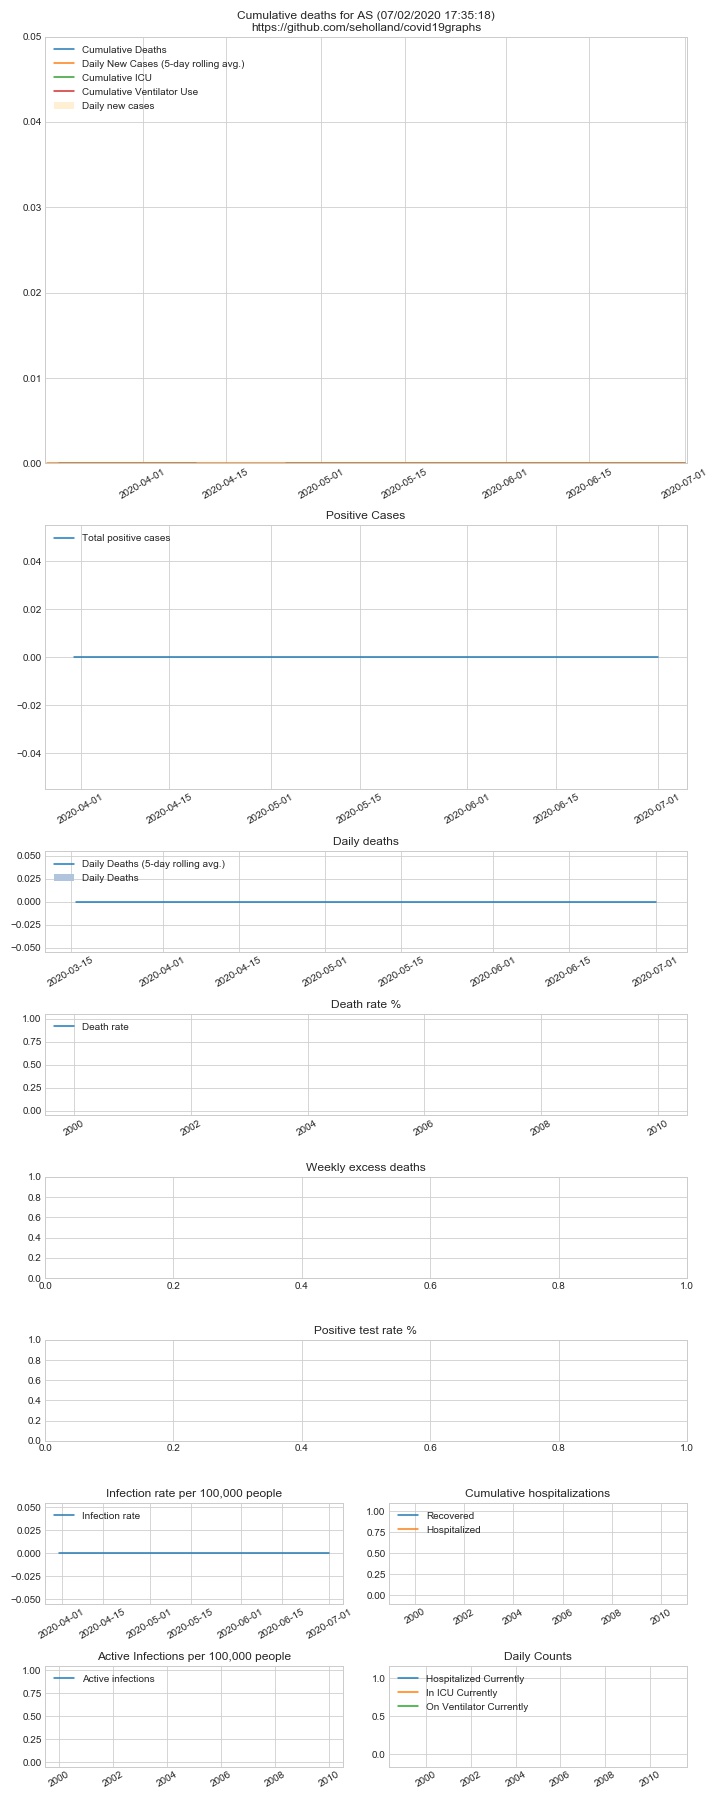 Cumulative deaths for AS (07/02/2020 17:35:18)
https://github.com/seholland/covid19graphs
Cumulative Deaths
Daily New Cases (5-day rolling avg.)
Cumulative ICU
Cumulative Ventilator Use
Daily new cases
0.05
0.04
0.03
0.02
0.01
0.00
2020-04-01 2020-04-15 2020-05-01 2020-05-15 2020-06-01 2020-06-15 2020-07-01
Positive Cases
Total positive cases
0.04
0.02
0.00
−0.02
−0.04
2020-04-01 2020-04-15 2020-05-01 2020-05-15 2020-06-01 2020-06-15 2020-07-01
Daily deaths
Daily Deaths (5-day rolling avg.)
Daily Deaths
0.050
0.025
0.000
−0.025
−0.050
2020-03-15 2020-04-01 2020-04-15 2020-05-01 2020-05-15 2020-06-01 2020-06-15 2020-07-01
Death rate %
Death rate
1.00
0.75
0.50
0.25
0.00
2000 2002 2004 2006 2008 2010
Weekly excess deaths
1.0
0.8
0.6
0.4
0.2
0.0
0.0 0.2 0.4 0.6 0.8 1.0
Positive test rate %
1.0
0.8
0.6
0.4
0.2
0.0
0.0 0.2 0.4 0.6 0.8 1.0
Infection rate per 100,000 people
Infection rate
0.050
0.025
0.000
−0.025
−0.050
2020-04-01 2020-04-15 2020-05-01 2020-05-15 2020-06-01 2020-06-15 2020-07-01
Cumulative hospitalizations
Recovered
Hospitalized
1.00
0.75
0.50
0.25
0.00
2000 2002 2004 2006 2008 2010
Active Infections per 100,000 people
Active infections
1.00
0.75
0.50
0.25
0.00
2000 2002 2004 2006 2008 2010
Daily Counts
Hospitalized Currently
In ICU Currently
On Ventilator Currently
1.0
0.5
0.0
2000 2002 2004 2006 2008 2010